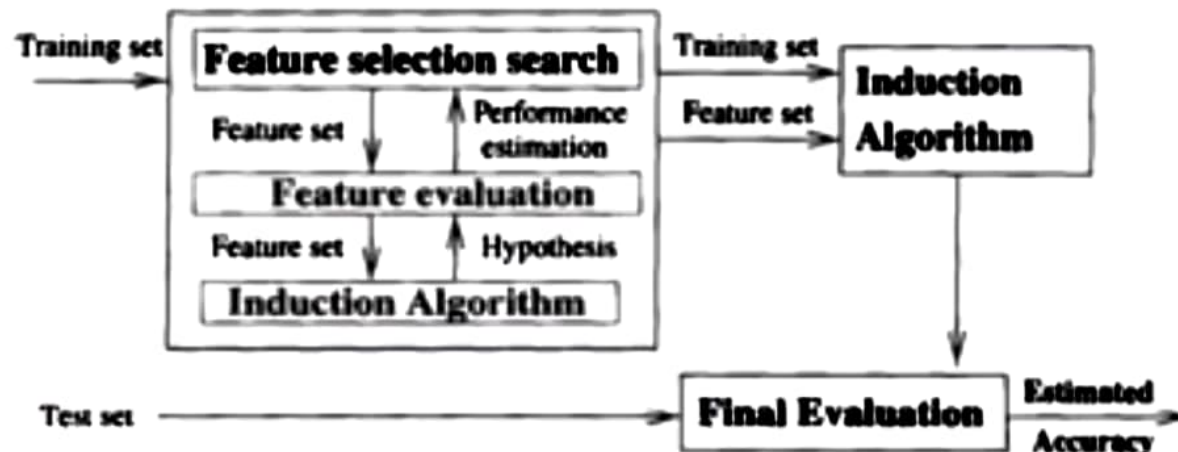 Training set
Feature selection search
Training set
Induction
Algorithm
Feature set
Performance
estimation
Feature set
Feature evaluation
Feature set
Hypothesis
Induction Algorithm
Test set
Final Evaluation
Estimated
Accuracy